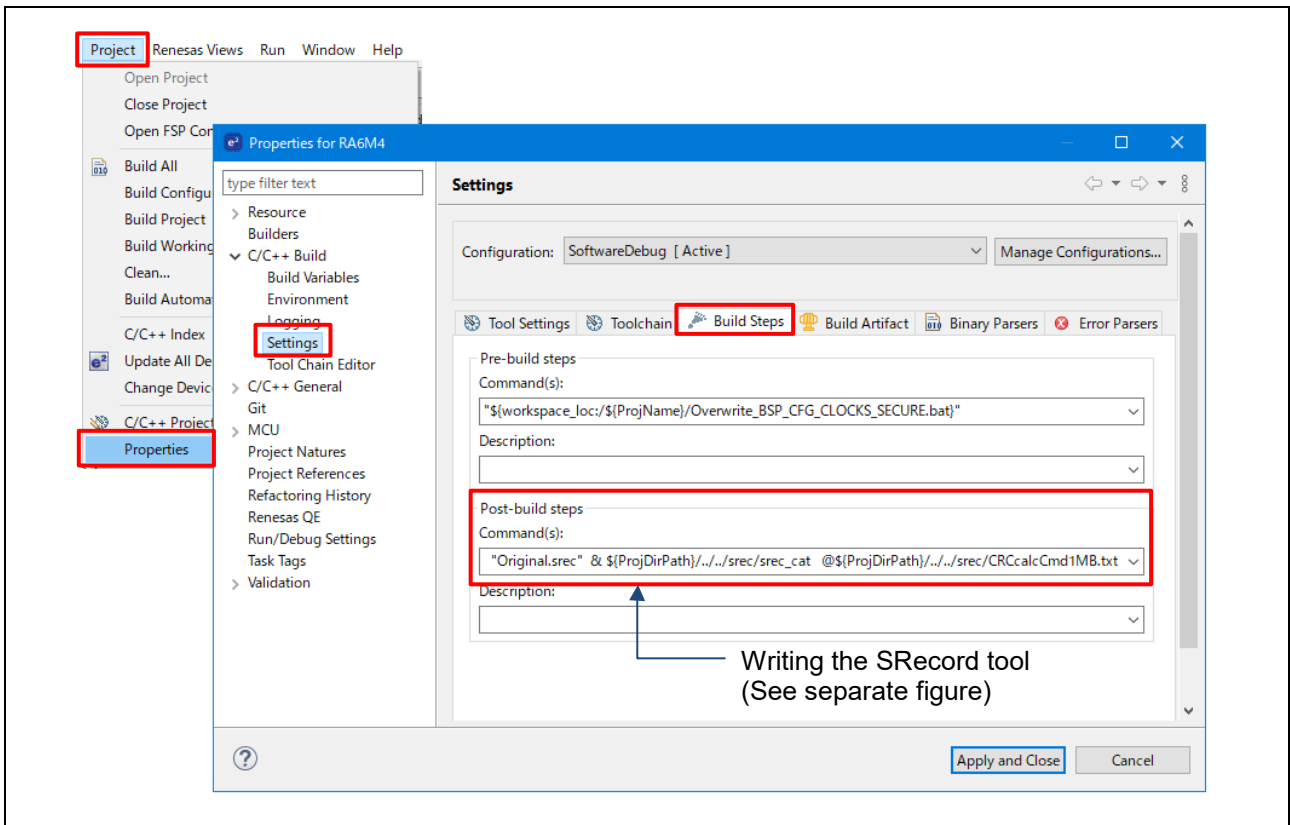 Project Renesas Views Run Window Help
Open Project
Close Project
Open FSP Con
Build All
Build Configu
Build Project
Build Working
Clean...
Build Automa
C/C++ Index
Update All De
Change Devic
C/C++ Project
Properties
e² Properties for RA6M4
type filter text
Resource
Builders
C/C++ Build
Build Variables
Environment
Logging
Settings
Tool Chain Editor
C/C++ General
Git
MCU
Project Natures
Project References
Refactoring History
Renesas QE
Run/Debug Settings
Task Tags
Validation
Settings
Configuration: SoftwareDebug [ Active ] Manage Configurations...
Tool Settings Toolchain Build Steps Build Artifact Binary Parsers Error Parsers
Pre-build steps
Command(s):
"${workspace_loc:/${ProjName}/Overwrite_BSP_CFG_CLOCKS_SECURE.bat}"
Description:
Post-build steps
Command(s):
"Original.srec" & ${ProjDirPath}/../../srec/srec_cat @${ProjDirPath}/../../srec/CRCcalcCmd1MB.txt
Description:
Writing the SRecord tool
(See separate figure)
Apply and Close Cancel